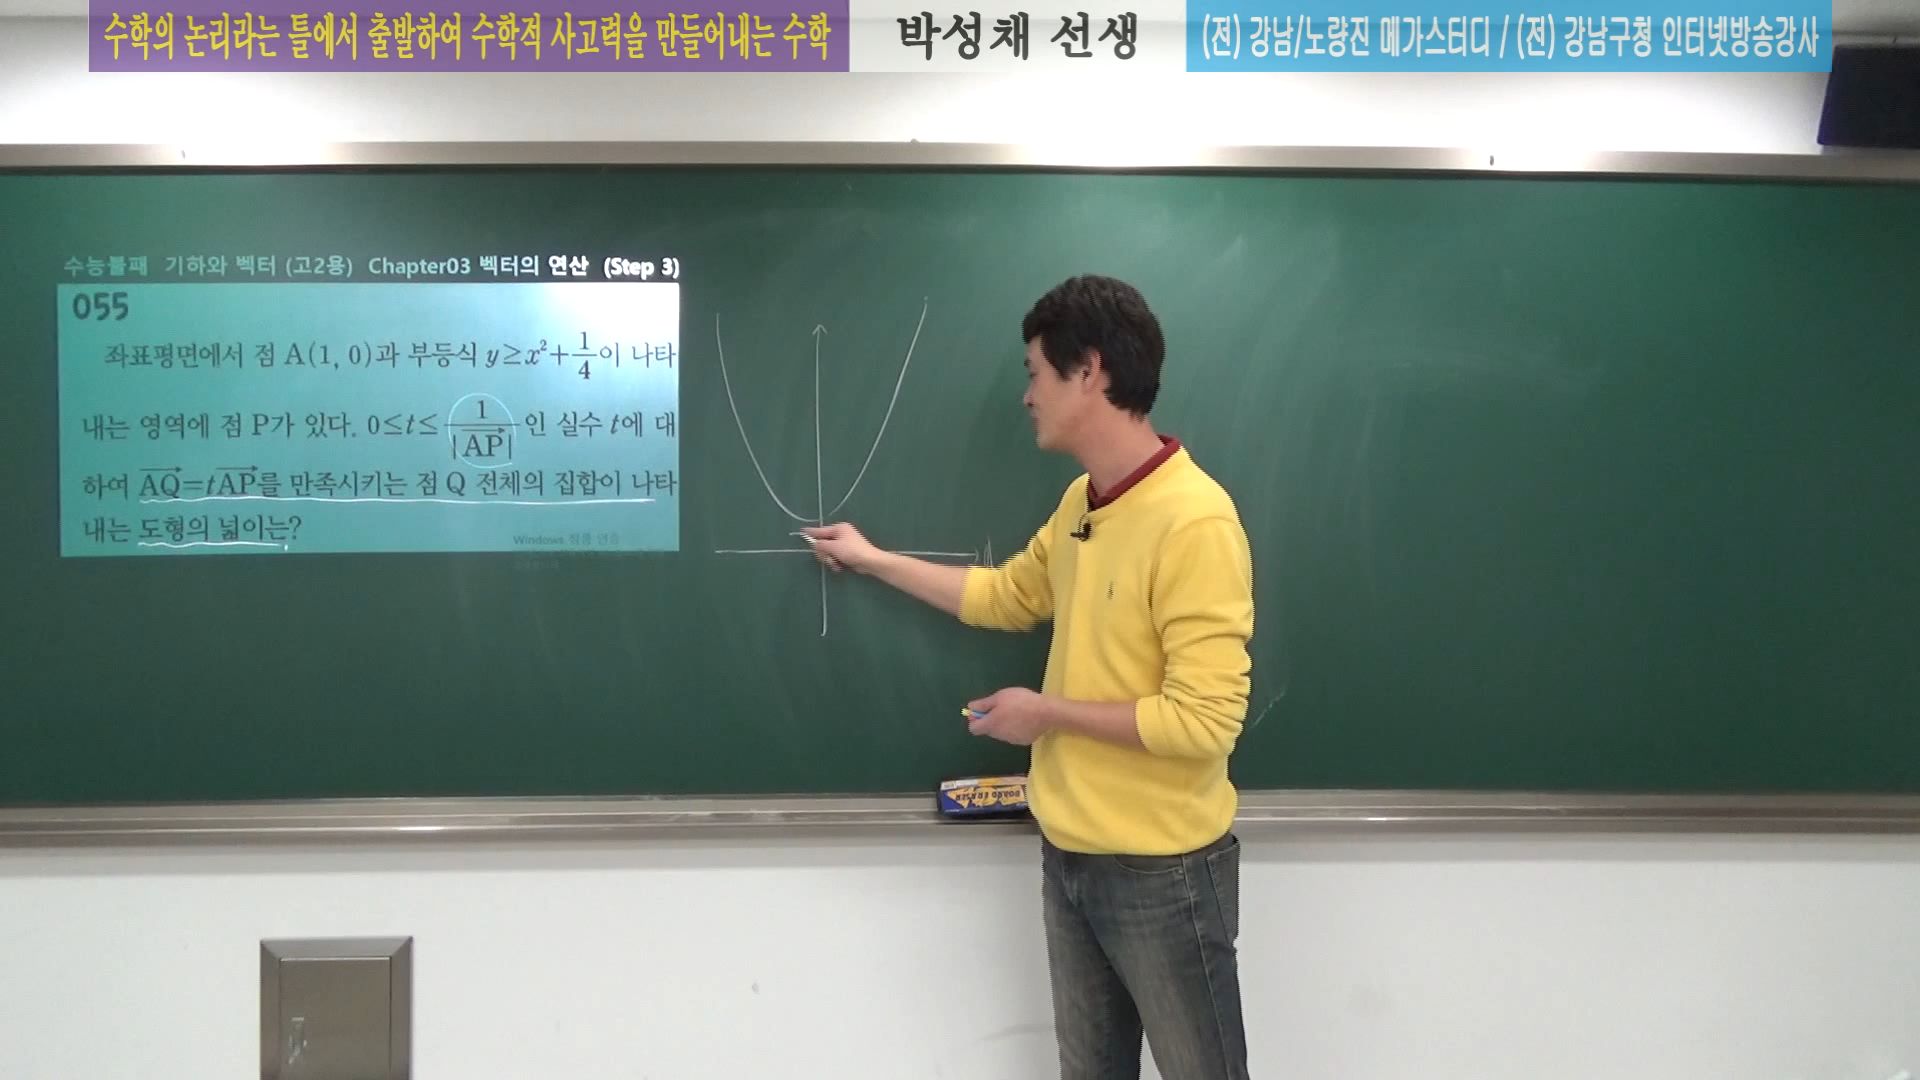 수학의 논리라는 틀에서 출발하여 수학적 사고력을 만들어내는 수학
박성채 선생
(전) 강남/노량진 메가스터디 / (전) 강남구청 인터넷방송강사
수능불패 기하와 벡터 (고2용) Chapter03 벡터의 연산 (Step 3)
055
좌표평면에서 점 A(1, 0)과 부등식 y≥x²+1/4이 나타
내는 영역에 점 P가 있다. 0≤t≤1/|AP| 인 실수 t에 대
하여 AQ=tAP를 만족시키는 점 Q 전체의 집합이 나타
내는 도형의 넓이는?
Windows 정품 인증
BOARD ERASER